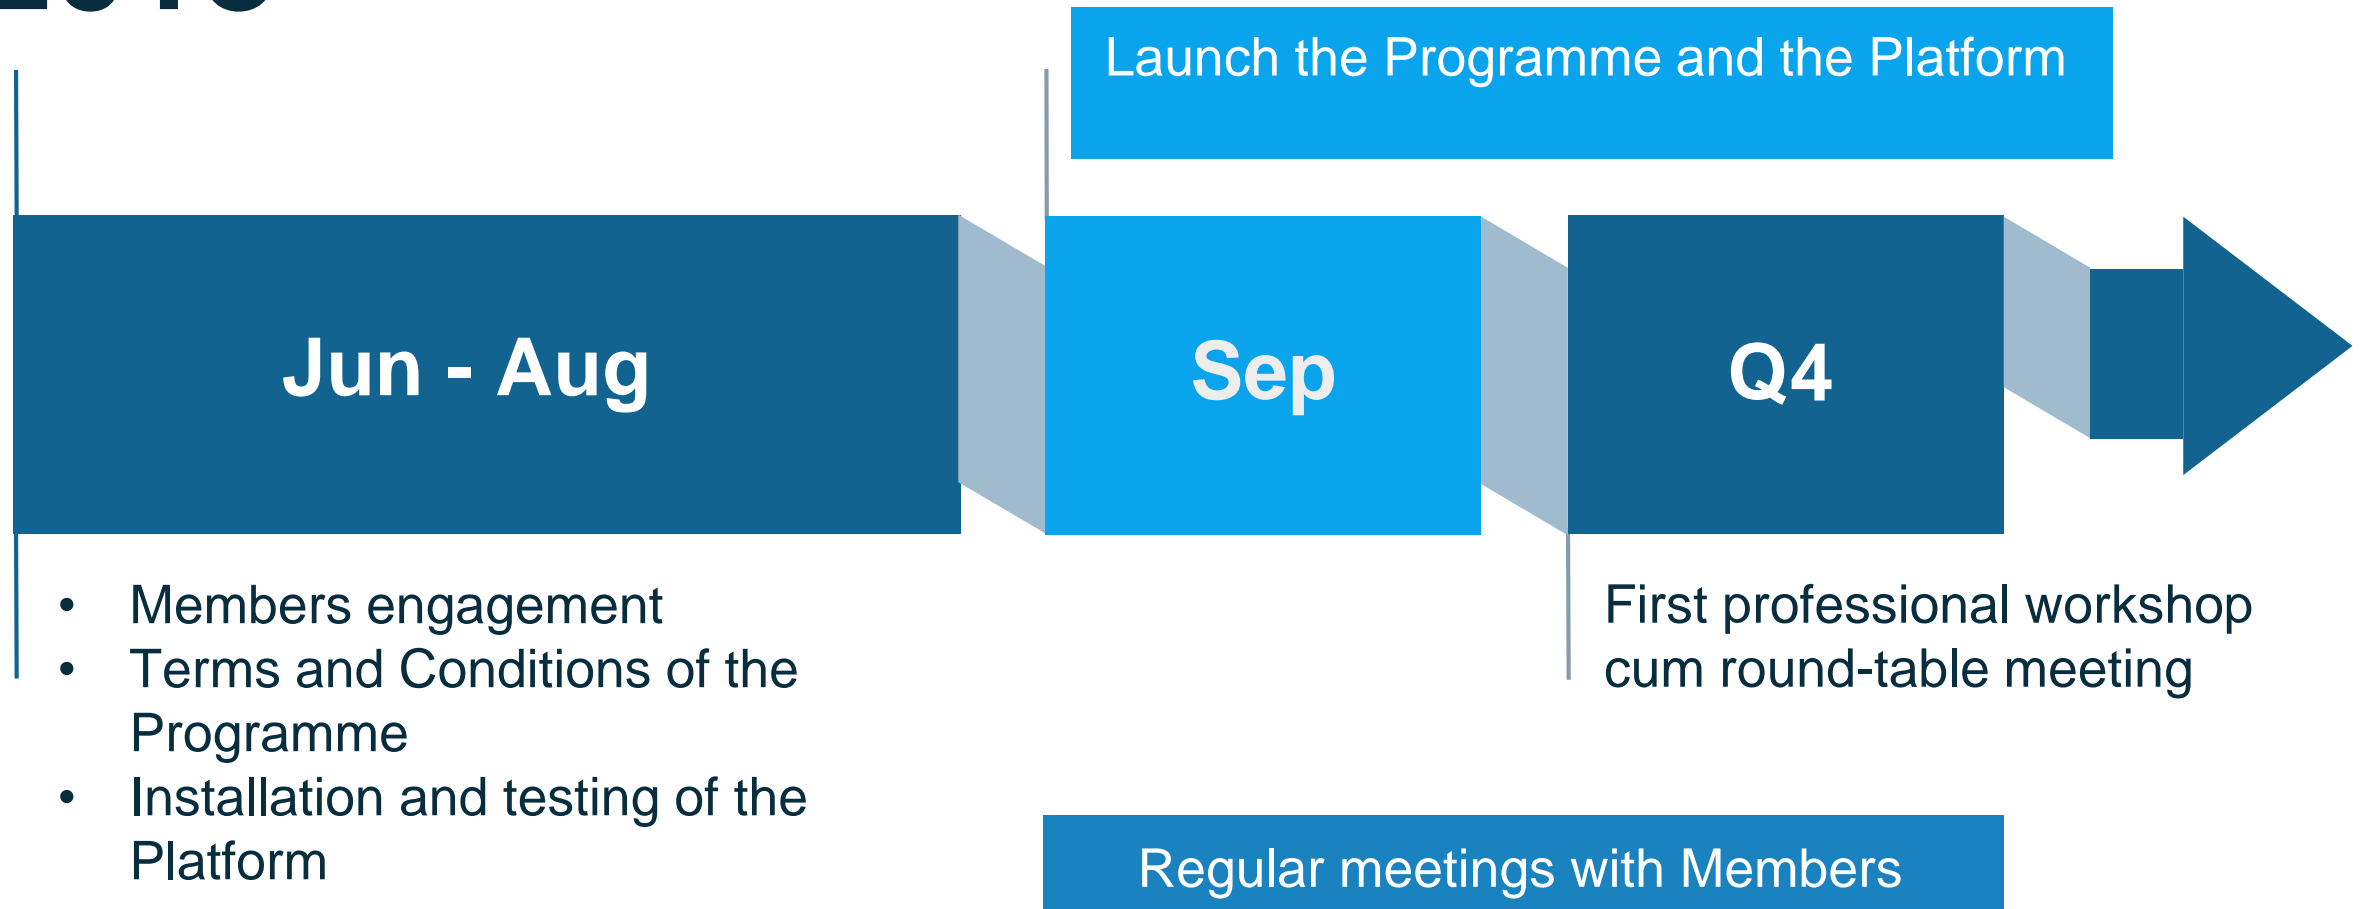 Launch the Programme and the Platform
Jun - Aug
Sep
Q4
• Members engagement
• Terms and Conditions of the
Programme
• Installation and testing of the
Platform
First professional workshop
cum round-table meeting
Regular meetings with Members